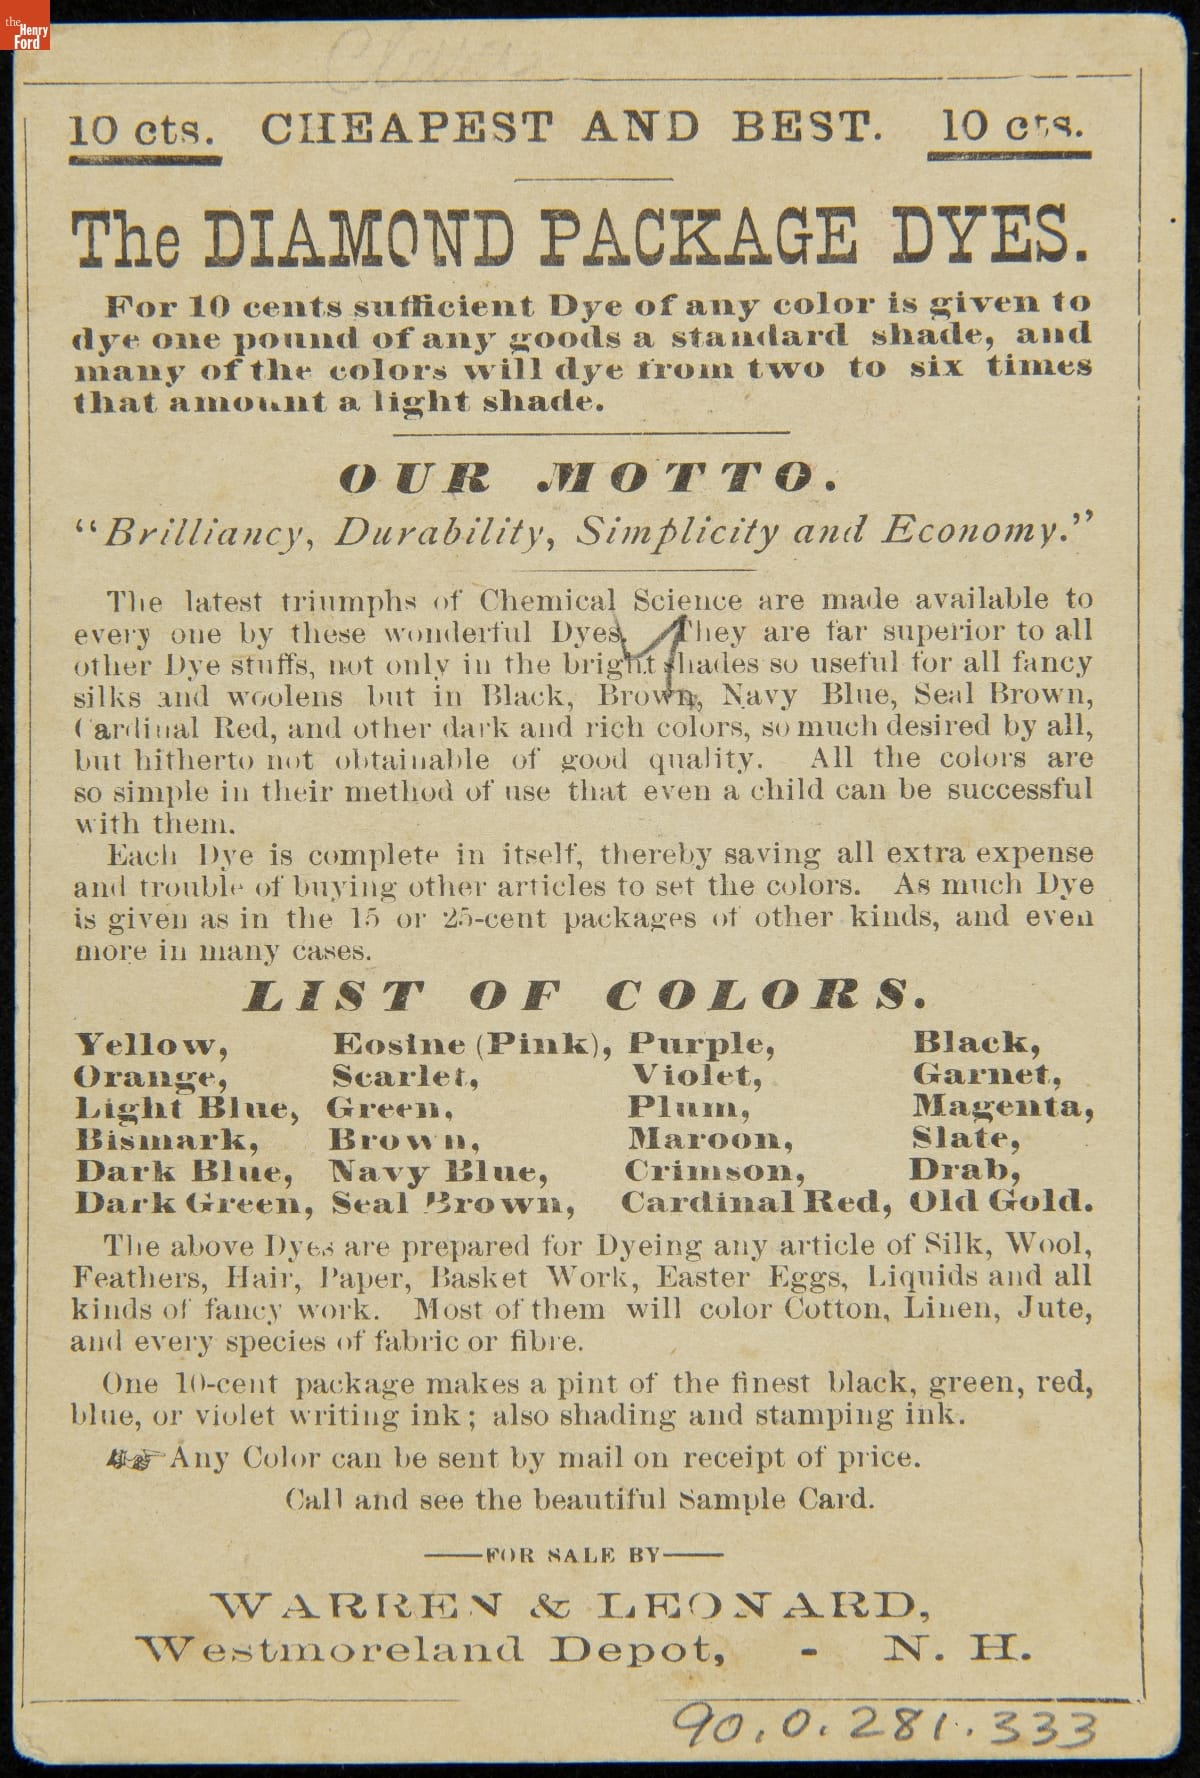 the
Henry
Ford
10 cts. CHEAPEST AND BEST. 10 cts.
The DIAMOND PACKAGE DYES.
For 10 cents sufficient Dye of any color is given to
dye one pound of any goods a standard shade, and
many of the colors will dye from two to six times
that amount a light shade.
OUR MOTTO.
"Brilliancy, Durability, Simplicity and Economy."
The latest triumphs of Chemical Science are made available to
every one by these wonderful Dyes. They are far superior to all
other Dye stuffs, not only in the bright shades so useful for all fancy
silks and woolens but in Black, Brown, Navy Blue, Seal Brown,
Cardinal Red, and other dark and rich colors, so much desired by all,
but hitherto not obtainable of good quality. All the colors are
so simple in their method of use that even a child can be successful
with them.
Each Dye is complete in itself, thereby saving all extra expense
and trouble of buying other articles to set the colors. As much Dye
is given as in the 15 or 25-cent packages of other kinds, and even
more in many cases.
LIST OF COLORS.
Yellow, Eosine (Pink), Purple, Black,
Orange, Scarlet, Violet, Garnet,
Light Blue, Green, Plum, Magenta,
Bismark, Brown, Maroon, Slate,
Dark Blue, Navy Blue, Crimson, Drab,
Dark Green, Seal Brown, Cardinal Red, Old Gold.
The above Dyes are prepared for Dyeing any article of Silk, Wool,
Feathers, Hair, Paper, Basket Work, Easter Eggs, Liquids and all
kinds of fancy work. Most of them will color Cotton, Linen, Jute,
and every species of fabric or fibre.
One 10-cent package makes a pint of the finest black, green, red,
blue, or violet writing ink; also shading and stamping ink.
Any Color can be sent by mail on receipt of price.
Call and see the beautiful Sample Card.
FOR SALE BY
WARREN & LEONARD,
Westmoreland Depot, - N. H.
90.0.281.333